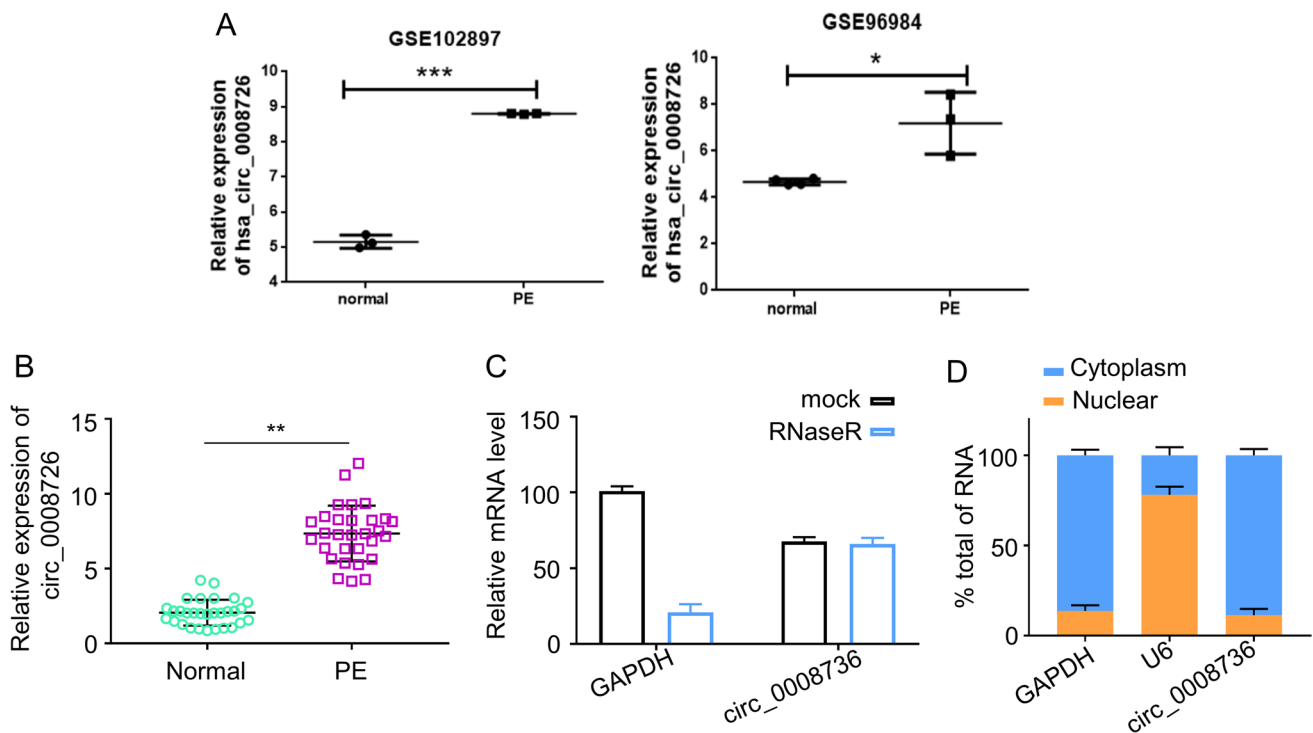 A
GSE102897
Relative expression
of hsa_circ_0008726
10
9
8
7
6
5
4
***
normal
PE
GSE96984
Relative expression
of hsa_circ_0008726
10
8
6
4
2
0
*
normal
PE
B
Relative expression of
circ_0008726
15
10
5
0
**
Normal
PE
C
mock
RNaseR
Relative mRNA level
150
100
50
0
GAPDH
circ_0008736
D
Cytoplasm
Nuclear
% total of RNA
100
50
0
GAPDH
U6
circ_0008736